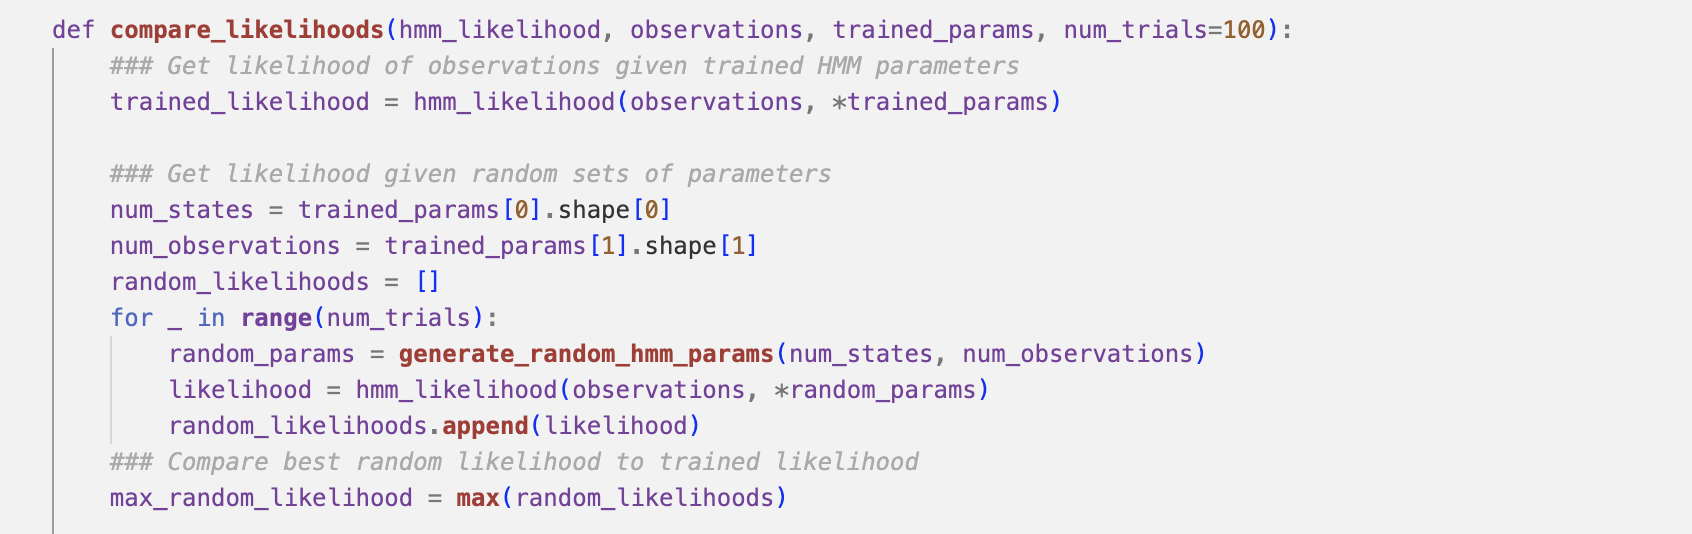 def compare_likelihoods(hmm_likelihood, observations, trained_params, num_trials=100):
    ### Get likelihood of observations given trained HMM parameters
    trained_likelihood = hmm_likelihood(observations, *trained_params)

    ### Get likelihood given random sets of parameters
    num_states = trained_params[0].shape[0]
    num_observations = trained_params[1].shape[1]
    random_likelihoods = []
    for _ in range(num_trials):
        random_params = generate_random_hmm_params(num_states, num_observations)
        likelihood = hmm_likelihood(observations, *random_params)
        random_likelihoods.append(likelihood)
    ### Compare best random likelihood to trained likelihood
    max_random_likelihood = max(random_likelihoods)